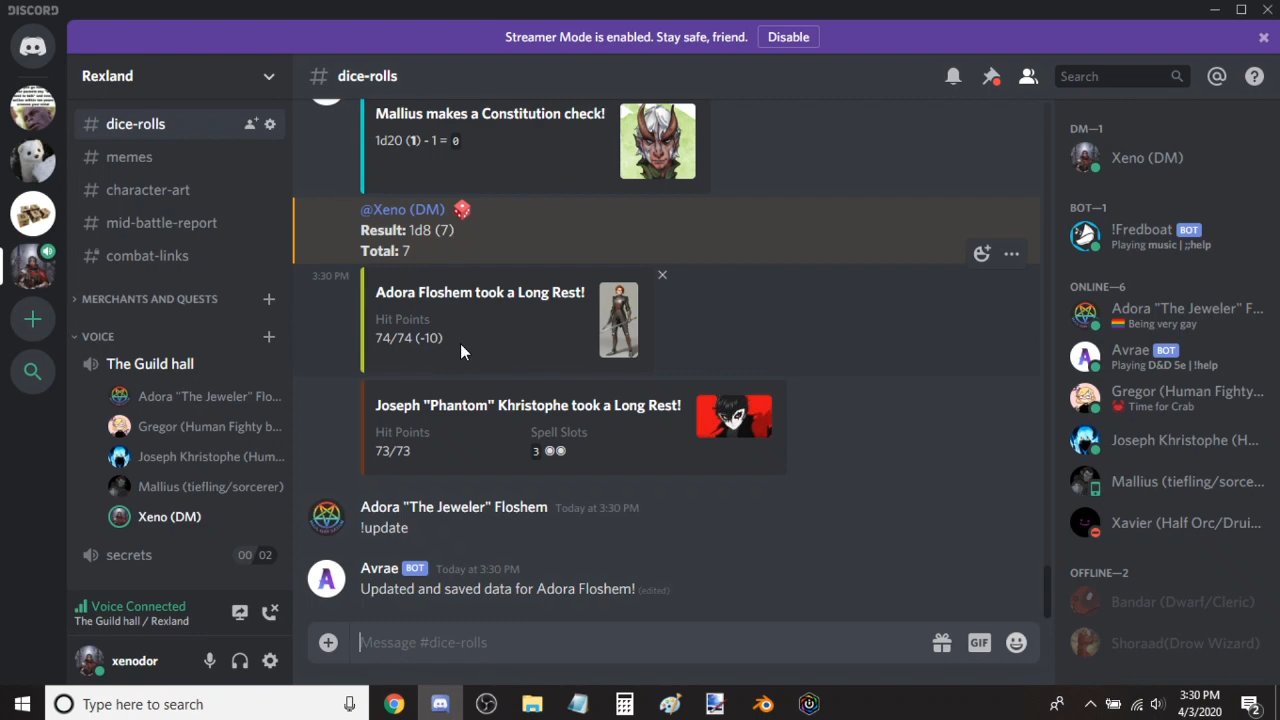 DISCORD
Streamer Mode is enabled. Stay safe, friend.
Disable
Rexland
dice-rolls
memes
character-art
mid-battle-report
combat-links
MERCHANTS AND QUESTS
VOICE
The Guild hall
Adora "The Jeweler" Flo...
Gregor (Human Fighty b...
Joseph Khristophe (Hum...
Mallius (tiefling/sorcerer)
Xeno (DM)
secrets
00 02
Voice Connected
The Guild hall / Rexland
xenodor
dice-rolls
Search
Mallius makes a Constitution check!
1d20 (1) - 1 = 0
@Xeno (DM)
Result: 1d8 (7)
Total: 7
3:30 PM
Adora Floshem took a Long Rest!
Hit Points
74/74 (-10)
Joseph "Phantom" Khristophe took a Long Rest!
Hit Points
Spell Slots
73/73
3
Adora "The Jeweler" Floshem Today at 3:30 PM
!update
Avrae BOT Today at 3:30 PM
Updated and saved data for Adora Floshem! (edited)
Message #dice-rolls
GIF
DM—1
Xeno (DM)
BOT—1
!Fredboat BOT
Playing music | ;;help
ONLINE—6
Adora "The Jeweler" F...
Being very gay
Avrae BOT
Playing D&D 5e | !help
Gregor (Human Fighty...
Time for Crab
Joseph Khristophe (H...
Mallius (tiefling/sorce...
Xavier (Half Orc/Drui...
OFFLINE—2
Bandar (Dwarf/Cleric)
Shoraad(Drow Wizard)
Type here to search
3:30 PM
4/3/2020
2